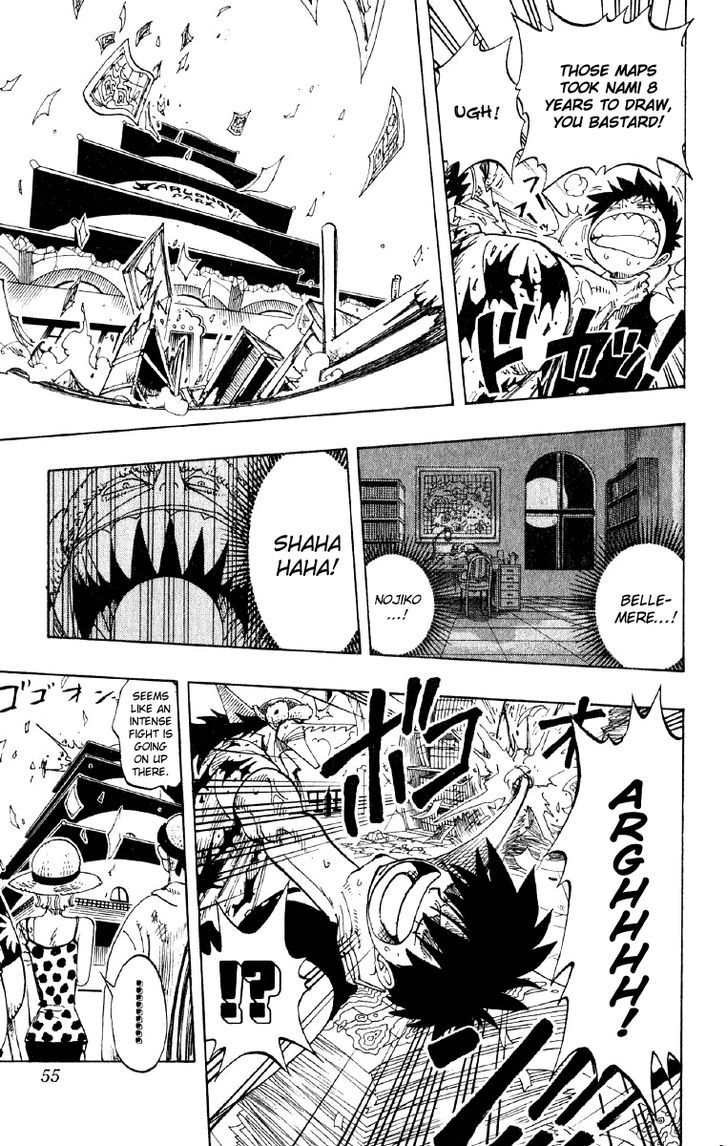 THOSE MAPS
TOOK NAMI 8
YEARS TO DRAW,
YOU BASTARD!
UGH!
ドカッ!
ARLONG
PARK
BELLE-
MERE...!
NOJIKO
...!
SHAHA
HAHA!
ARGHHHH!
ボコ
!?
SEEMS
LIKE AN
INTENSE
FIGHT IS
GOING
ON UP
THERE.
ゴゴオン
55